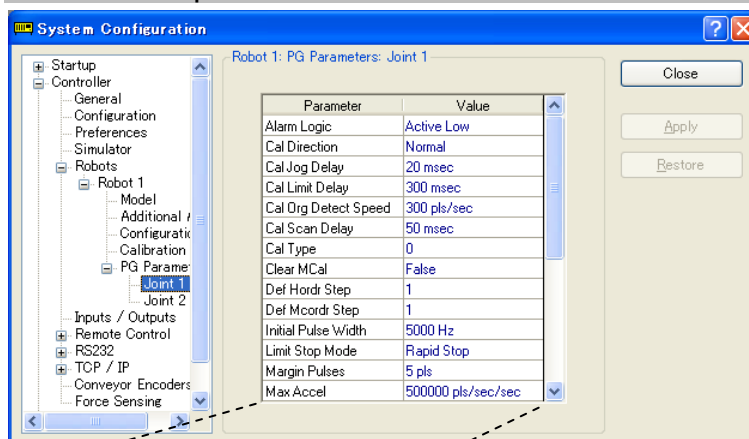 System Configuration
Startup
Controller
General
Configuration
Preferences
Simulator
Robots
Robot 1
Model
Additional
Configuratic
Calibration
PG Parame
Joint 1
Joint 2
Inputs / Outputs
Remote Control
RS232
TCP / IP
Conveyor Encoders
Force Sensing
Robot 1: PG Parameters: Joint 1
Parameter Value
Alarm Logic Active Low
Cal Direction Normal
Cal Jog Delay 20 msec
Cal Limit Delay 300 msec
Cal Org Detect Speed 300 pls/sec
Cal Scan Delay 50 msec
Cal Type 0
Clear MCal False
Def Hordr Step 1
Def Mcordr Step 1
Initial Pulse Width 5000 Hz
Limit Stop Mode Rapid Stop
Margin Pulses 5 pls
Max Accel 500000 pls/sec/sec
Close
Apply
Restore